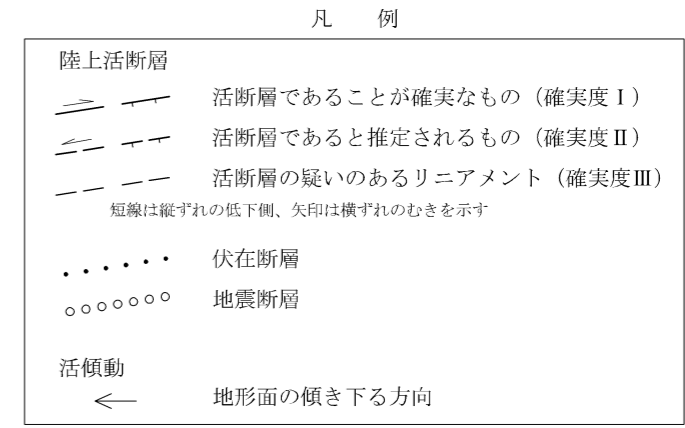 凡　例
陸上活断層
活断層であることが確実なもの（確実度Ⅰ）
活断層であると推定されるもの（確実度Ⅱ）
活断層の疑いのあるリニアメント（確実度Ⅲ）
短線は縦ずれの低下側、矢印は横ずれのむきを示す
伏在断層
地震断層
活傾動
地形面の傾き下る方向